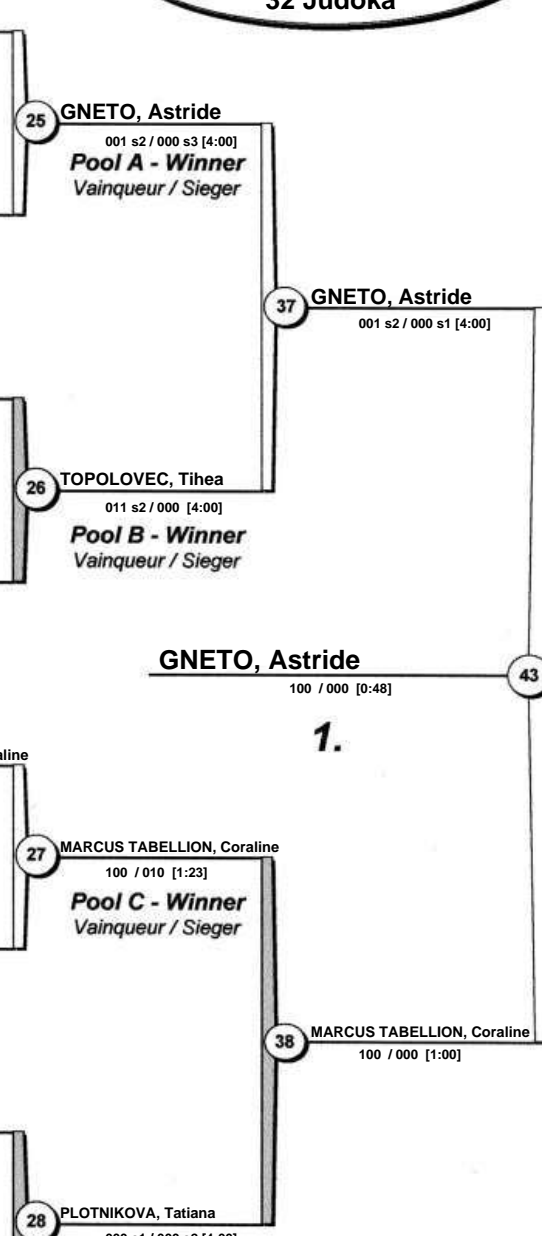 32 Judoka
25
GNETO, Astride
001 s2 / 000 s3 [4:00]
Pool A - Winner
Vainqueur / Sieger
37
GNETO, Astride
001 s2 / 000 s1 [4:00]
26
TOPOLOVEC, Tihea
011 s2 / 000 [4:00]
Pool B - Winner
Vainqueur / Sieger
GNETO, Astride
100 / 000 [0:48]
43
1.
aline
27
MARCUS TABELLION, Coraline
100 / 010 [1:23]
Pool C - Winner
Vainqueur / Sieger
38
MARCUS TABELLION, Coraline
100 / 000 [1:00]
28
PLOTNIKOVA, Tatiana